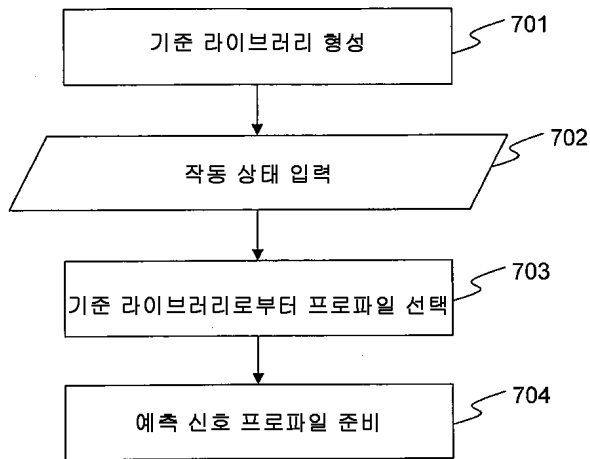 기준 라이브러리 형성
701
작동 상태 입력
702
기준 라이브러리로부터 프로파일 선택
703
예측 신호 프로파일 준비
704